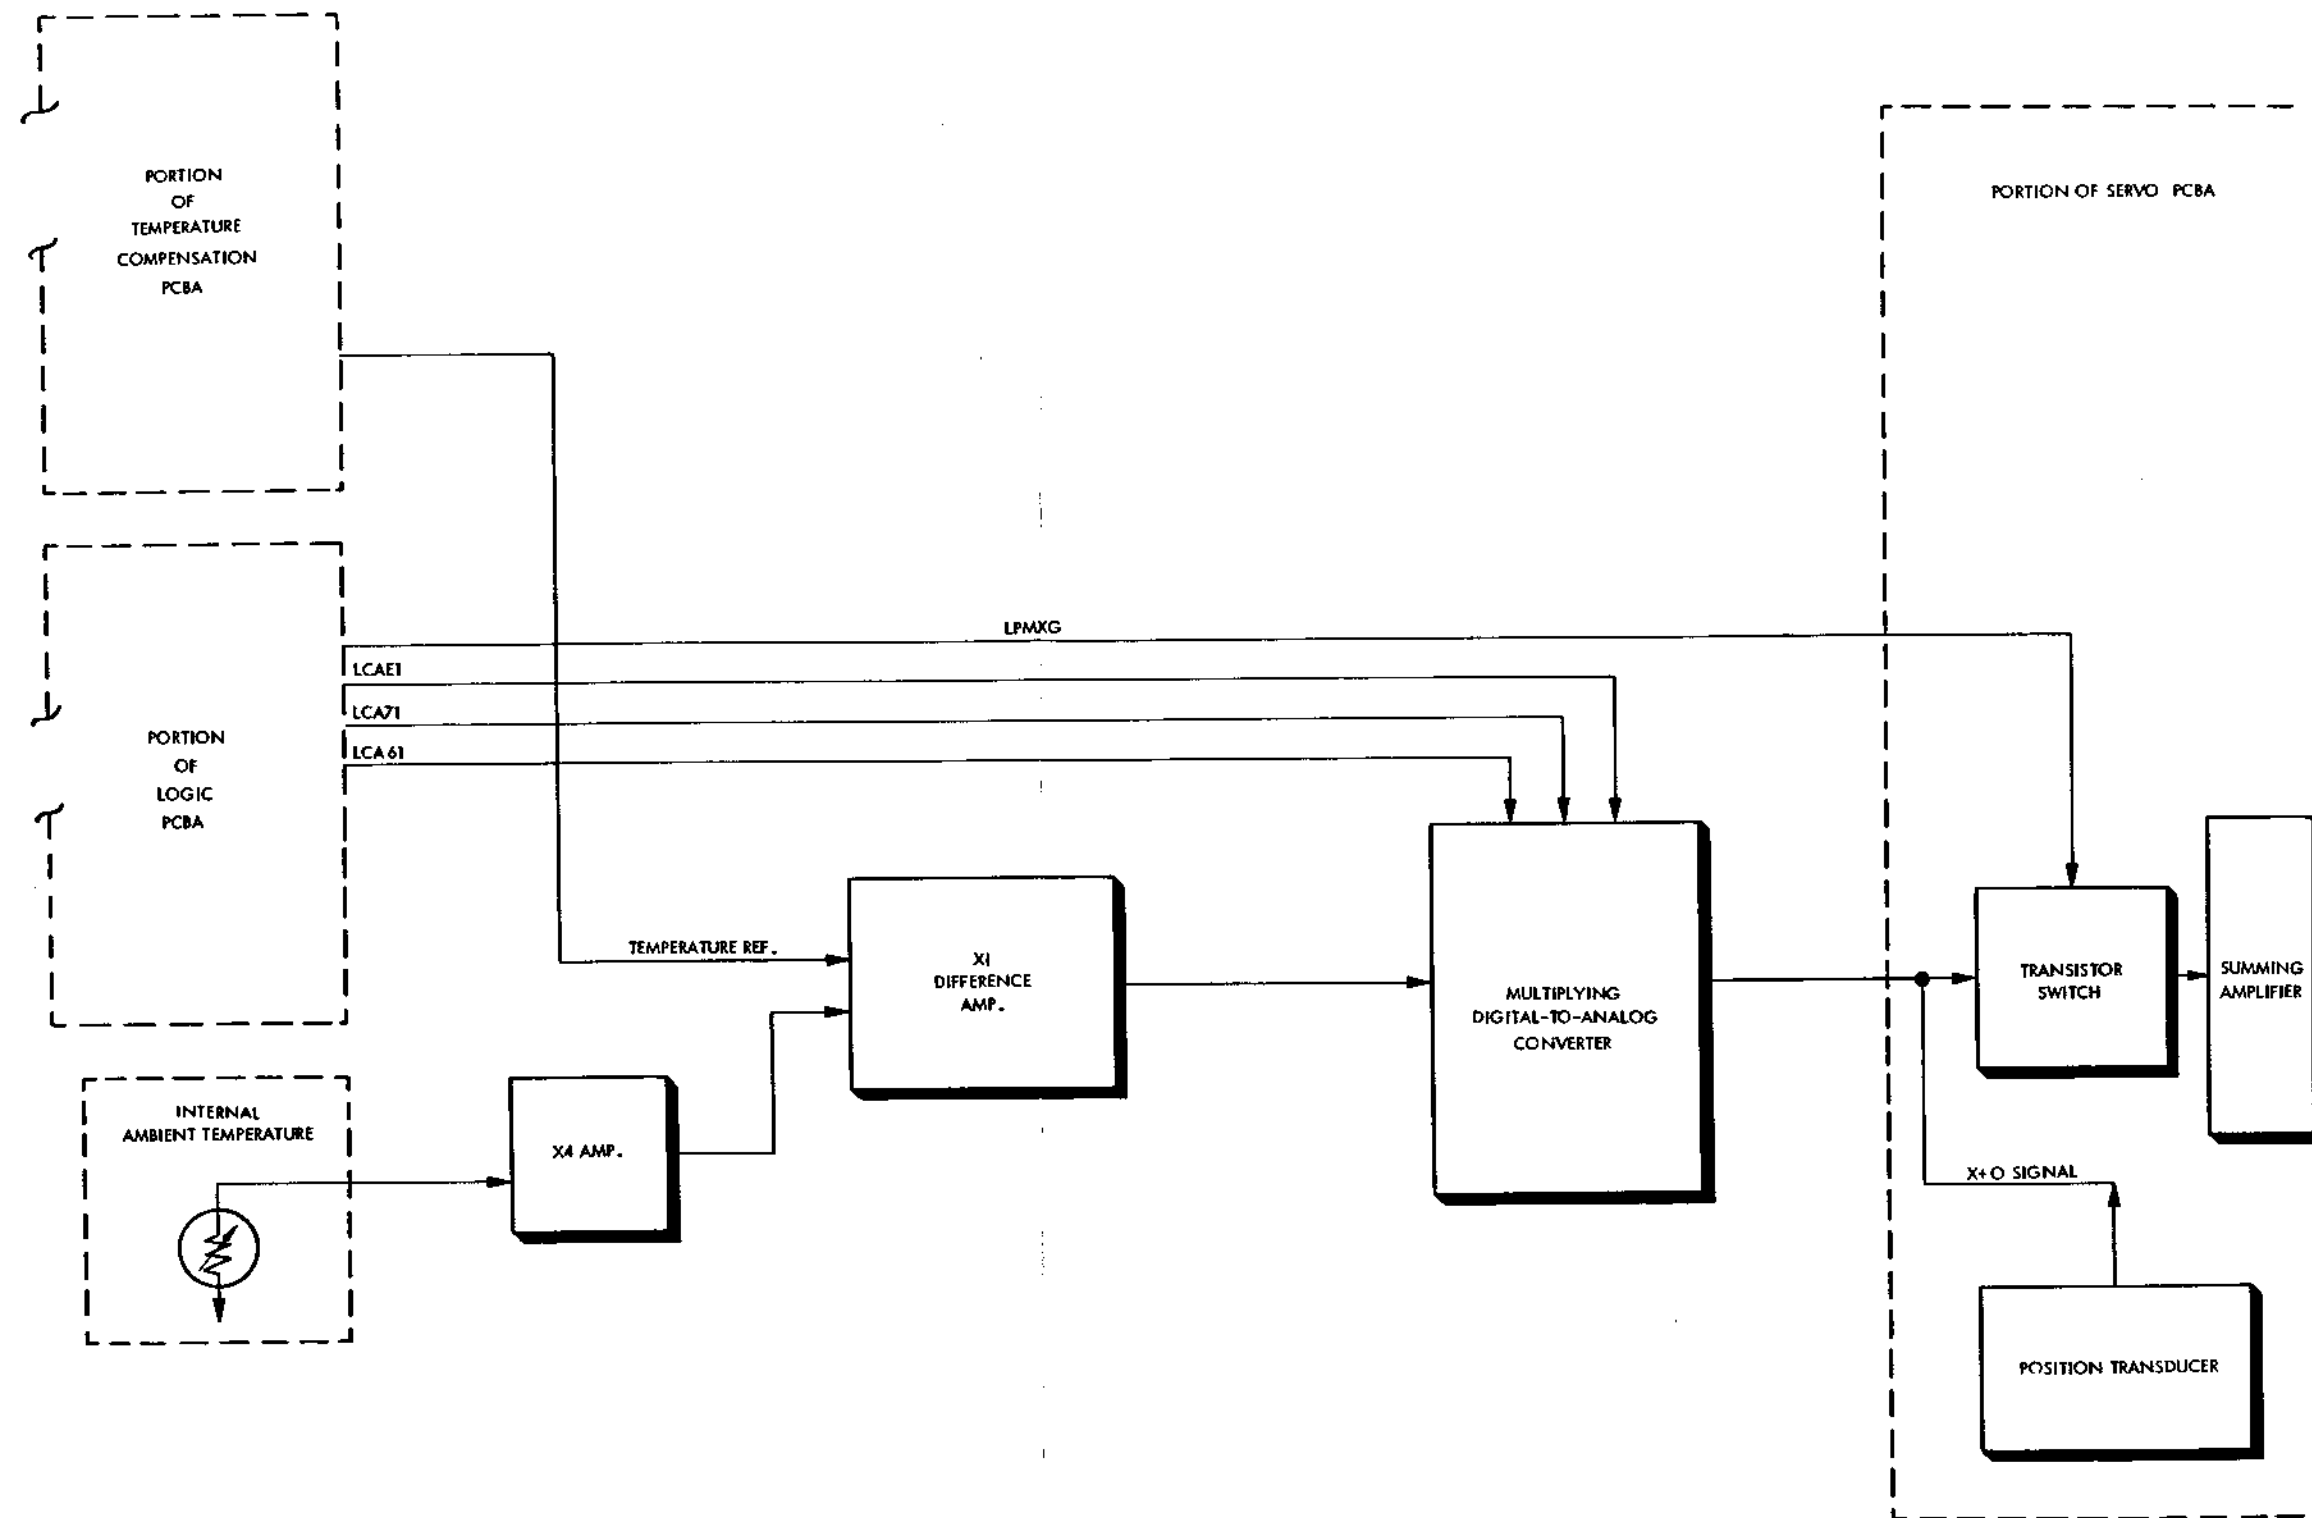 PORTION
OF
TEMPERATURE
COMPENSATION
PCBA
PORTION OF SERVO PCBA
LPMXG
LCAE1
LCA71
LCA61
PORTION
OF
LOGIC
PCBA
TEMPERATURE REF.
X1
DIFFERENCE
AMP.
MULTIPLYING
DIGITAL-TO-ANALOG
CONVERTER
TRANSISTOR
SWITCH
SUMMING
AMPLIFIER
INTERNAL
AMBIENT TEMPERATURE
X4 AMP.
X+O SIGNAL
POSITION TRANSDUCER